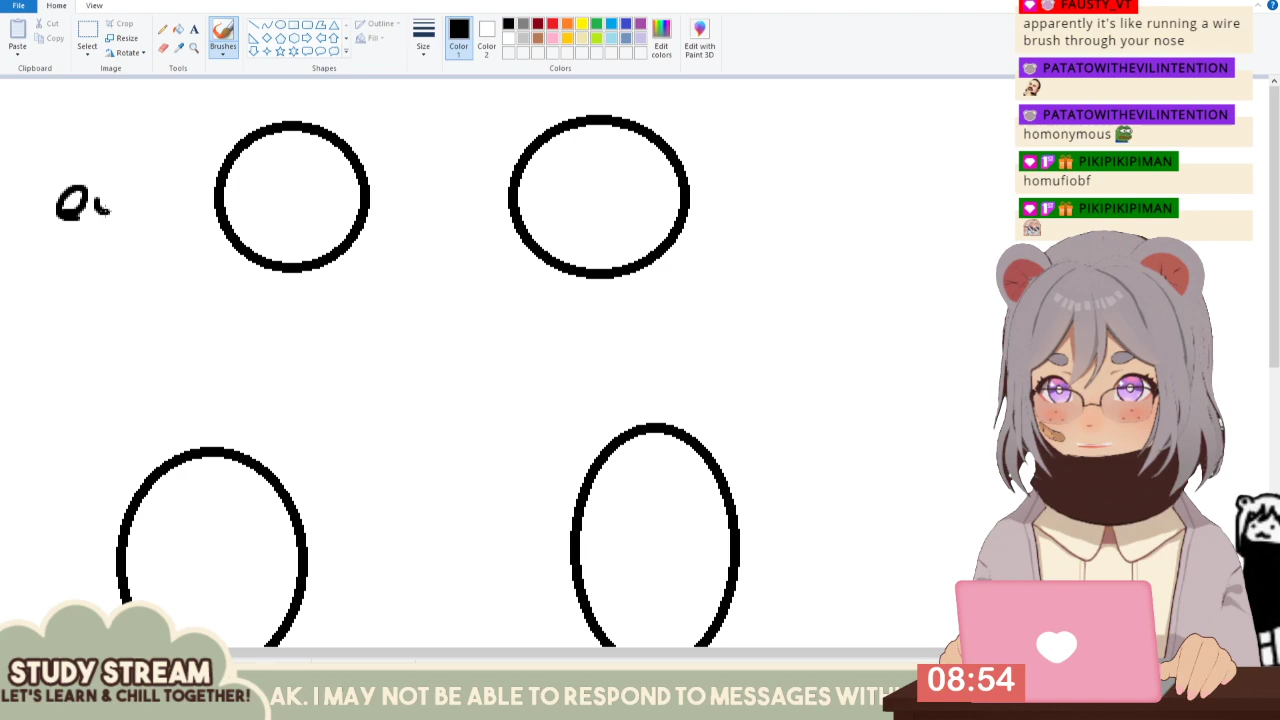 File
Home
View
Paste
Cut
Copy
Clipboard
Select
Crop
Resize
Rotate
Image
A
Tools
Brushes
Outline
Fill
Shapes
Size
Color
1
Color
2
Edit
colors
Colors
Edit with
Paint 3D
FAUSTY_VT
apparently it's like running a wire
brush through your nose
PATATOWITHEVILINTENTION
PATATOWITHEVILINTENTION
homonymous
1st PIKIPIKIPIMAN
homufiobf
1st PIKIPIKIPIMAN
STUDY STREAM
LET'S LEARN & CHILL TOGETHER!
AK. I MAY NOT BE ABLE TO RESPOND TO MESSAGES WITH
08:54